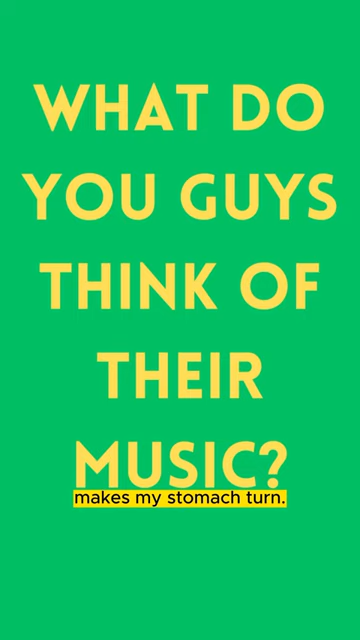 WHAT DO
YOU GUYS
THINK OF
THEIR
MUSIC?
makes my stomach turn.